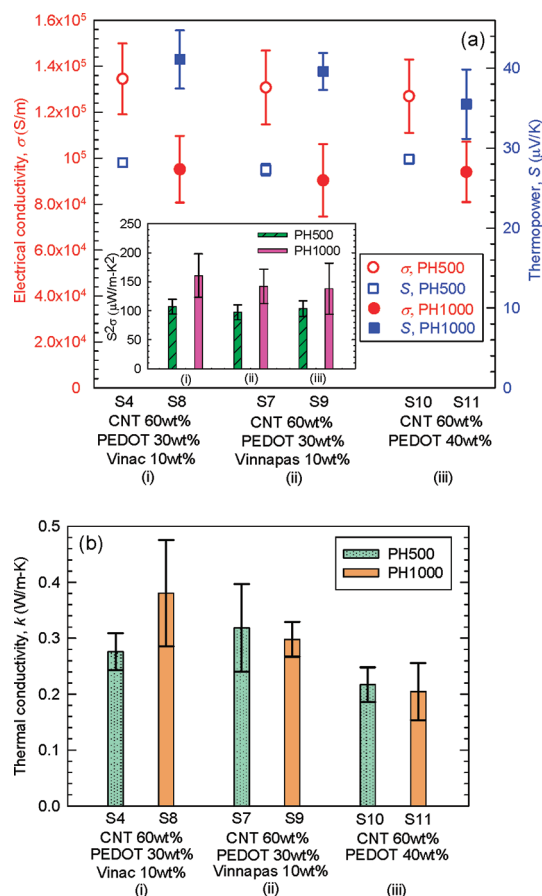 (a)
Electrical conductivity, σ (S/m)
1.6x10⁵
1.4x10⁵
1.2x10⁵
10⁵
8.0x10⁴
6.0x10⁴
4.0x10⁴
2.0x10⁴
0
Thermopower, S (μV/K)
40
30
20
10
0
S²σ (μW/m-K2)
250
200
150
100
50
0
PH500
PH1000
(i) (ii) (iii)
σ, PH500
S, PH500
σ, PH1000
S, PH1000
S4 S8 S7 S9 S10 S11
CNT 60wt% CNT 60wt% CNT 60wt%
PEDOT 30wt% PEDOT 30wt% PEDOT 40wt%
Vinac 10wt% Vinnapas 10wt%
(i) (ii) (iii)
(b)
Thermal conductivity, k (W/m-K)
0.5
0.4
0.3
0.2
0.1
0.0
PH500
PH1000
S4 S8 S7 S9 S10 S11
CNT 60wt% CNT 60wt% CNT 60wt%
PEDOT 30wt% PEDOT 30wt% PEDOT 40wt%
Vinac 10wt% Vinnapas 10wt%
(i) (ii) (iii)